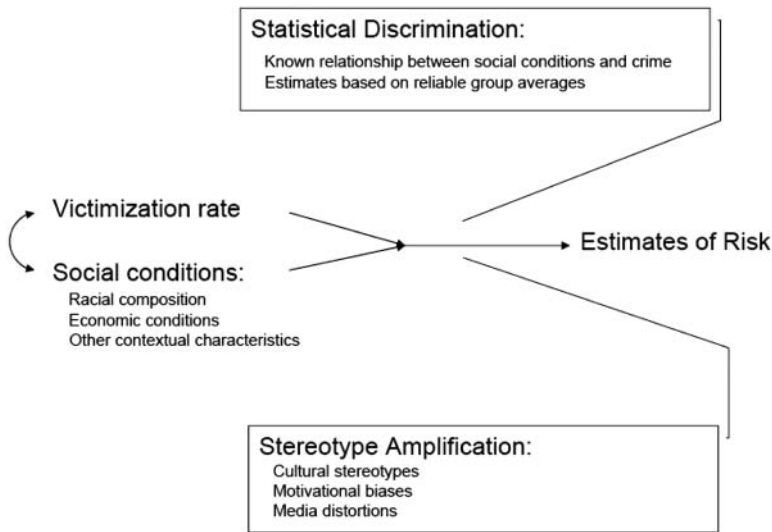 Statistical Discrimination:
Known relationship between social conditions and crime
Estimates based on reliable group averages
Victimization rate
Estimates of Risk
Social conditions:
Racial composition
Economic conditions
Other contextual characteristics
Stereotype Amplification:
Cultural stereotypes
Motivational biases
Media distortions